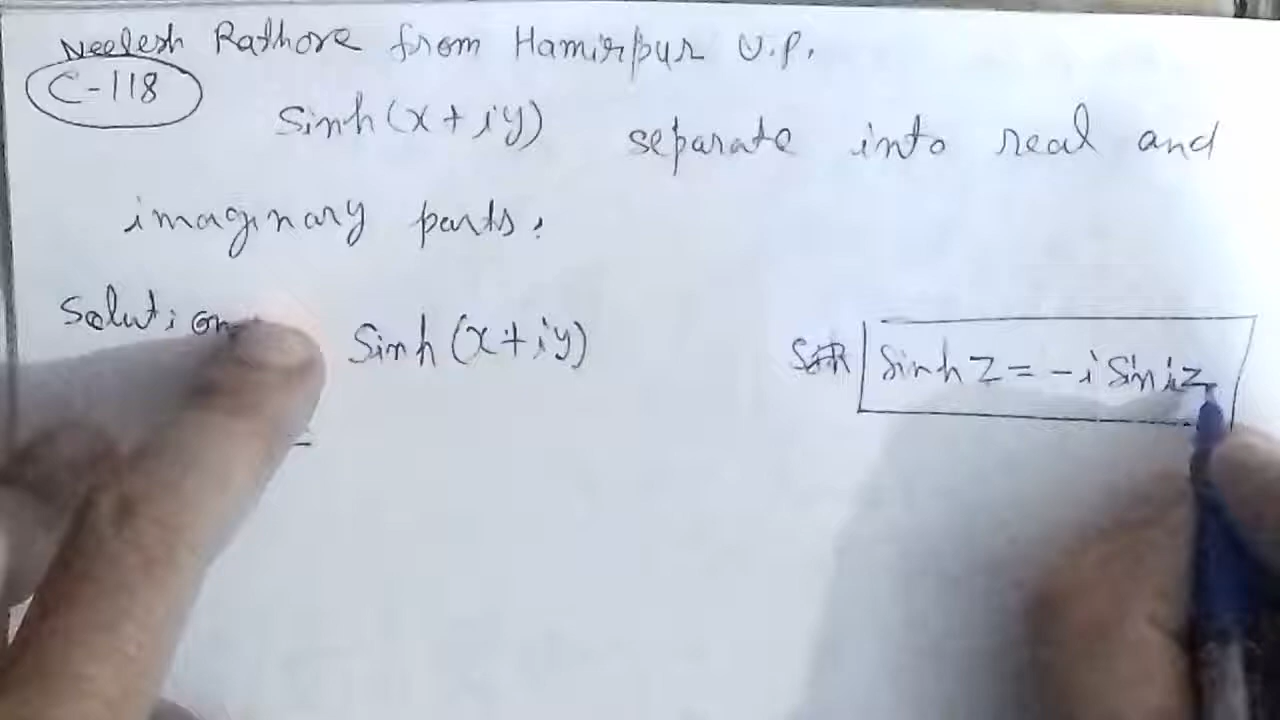 Neelesh Rathore from Hamirpur U.P.
C-118
Sinh(x+iy) separate into real and
imaginary parts.
Solution
Sinh(x+iy)
Sinh z = -i Sin iz